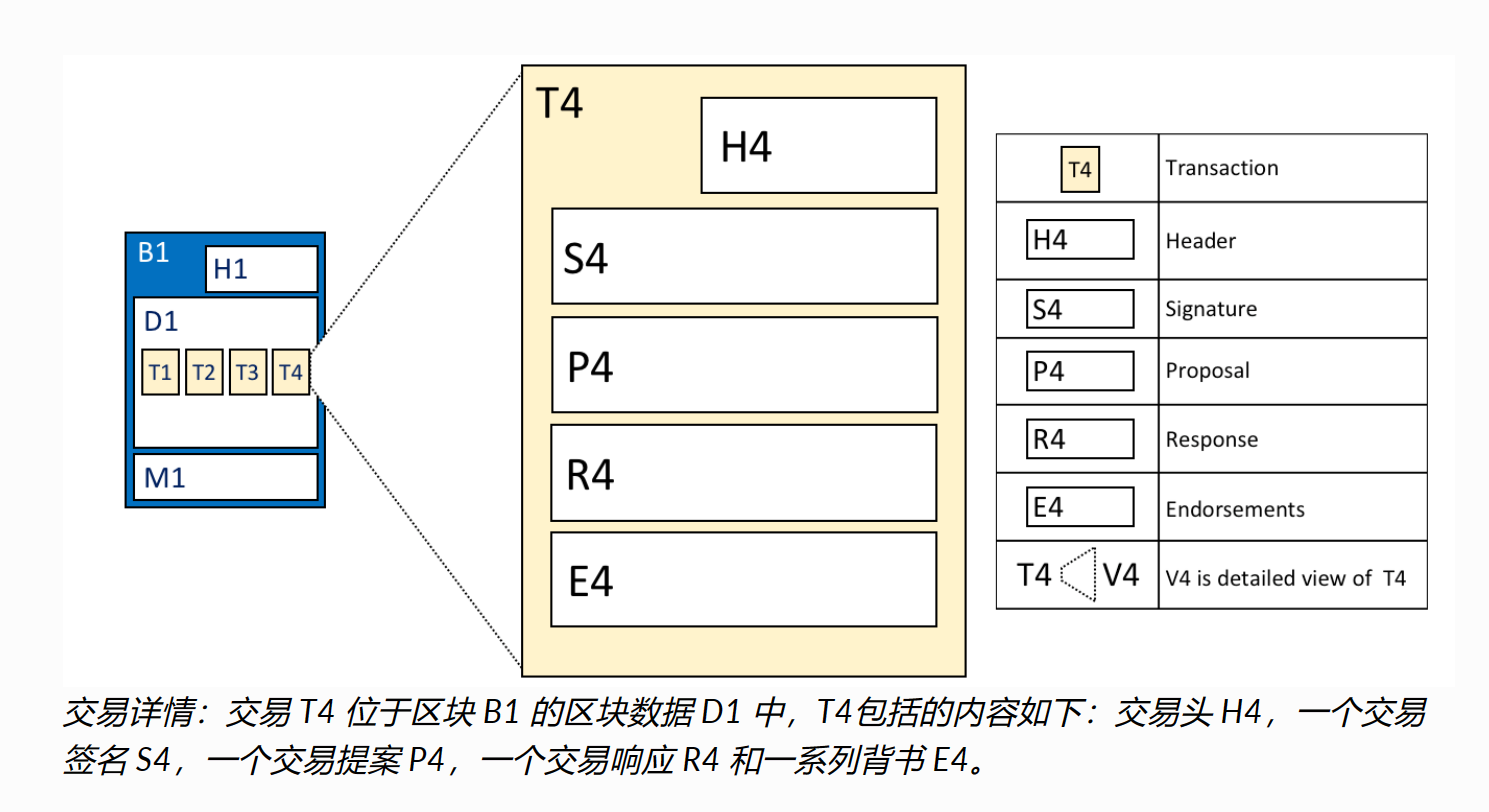 B1
H1
D1
T1 T2 T3 T4
M1
T4
H4
S4
P4
R4
E4
T4 Transaction
H4 Header
S4 Signature
P4 Proposal
R4 Response
E4 Endorsements
T4 V4 V4 is detailed view of T4
交易详情：交易 T4 位于区块 B1 的区块数据 D1 中，T4包括的内容如下：交易头 H4，一个交易
签名 S4，一个交易提案 P4，一个交易响应 R4 和一系列背书 E4。